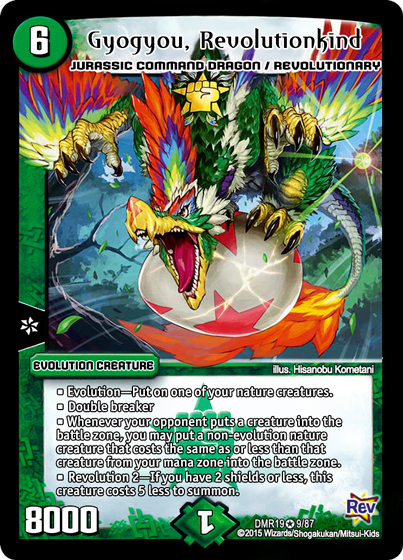 6
Gyogyou, Revolutionkind
JURASSIC COMMAND DRAGON / REVOLUTIONARY
EVOLUTION CREATURE
illus. Hisanobu Kometani
▪ Evolution—Put on one of your nature creatures.
▪ Double breaker
▪ Whenever your opponent puts a creature into the
battle zone, you may put a non-evolution nature
creature that costs the same as or less than that
creature from your mana zone into the battle zone.
▪ Revolution 2—If you have 2 shields or less, this
creature costs 5 less to summon.
Rev
8000
1
DMR19 ✪ 9/87
©2015 Wizards/Shogakukan/Mitsui-Kids